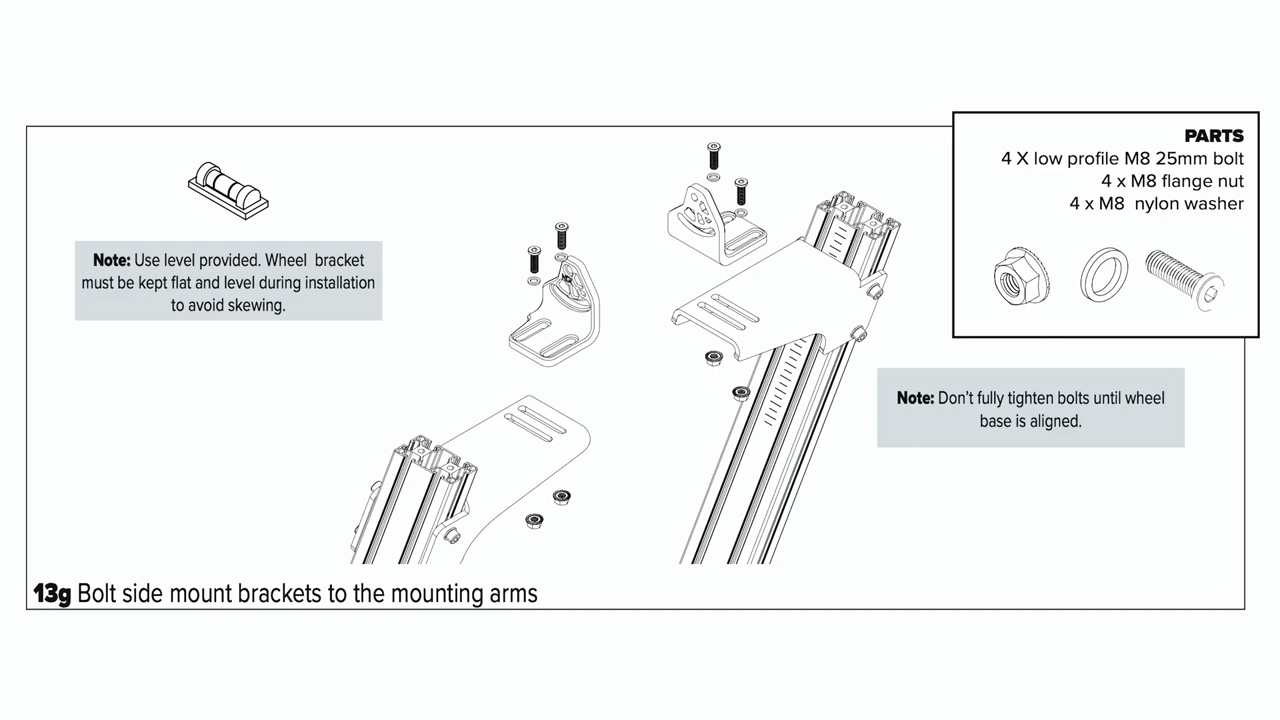 PARTS
4 X low profile M8 25mm bolt
4 x M8 flange nut
4 x M8 nylon washer
Note: Use level provided. Wheel bracket
must be kept flat and level during installation
to avoid skewing.
Note: Don't fully tighten bolts until wheel
base is aligned.
13g Bolt side mount brackets to the mounting arms